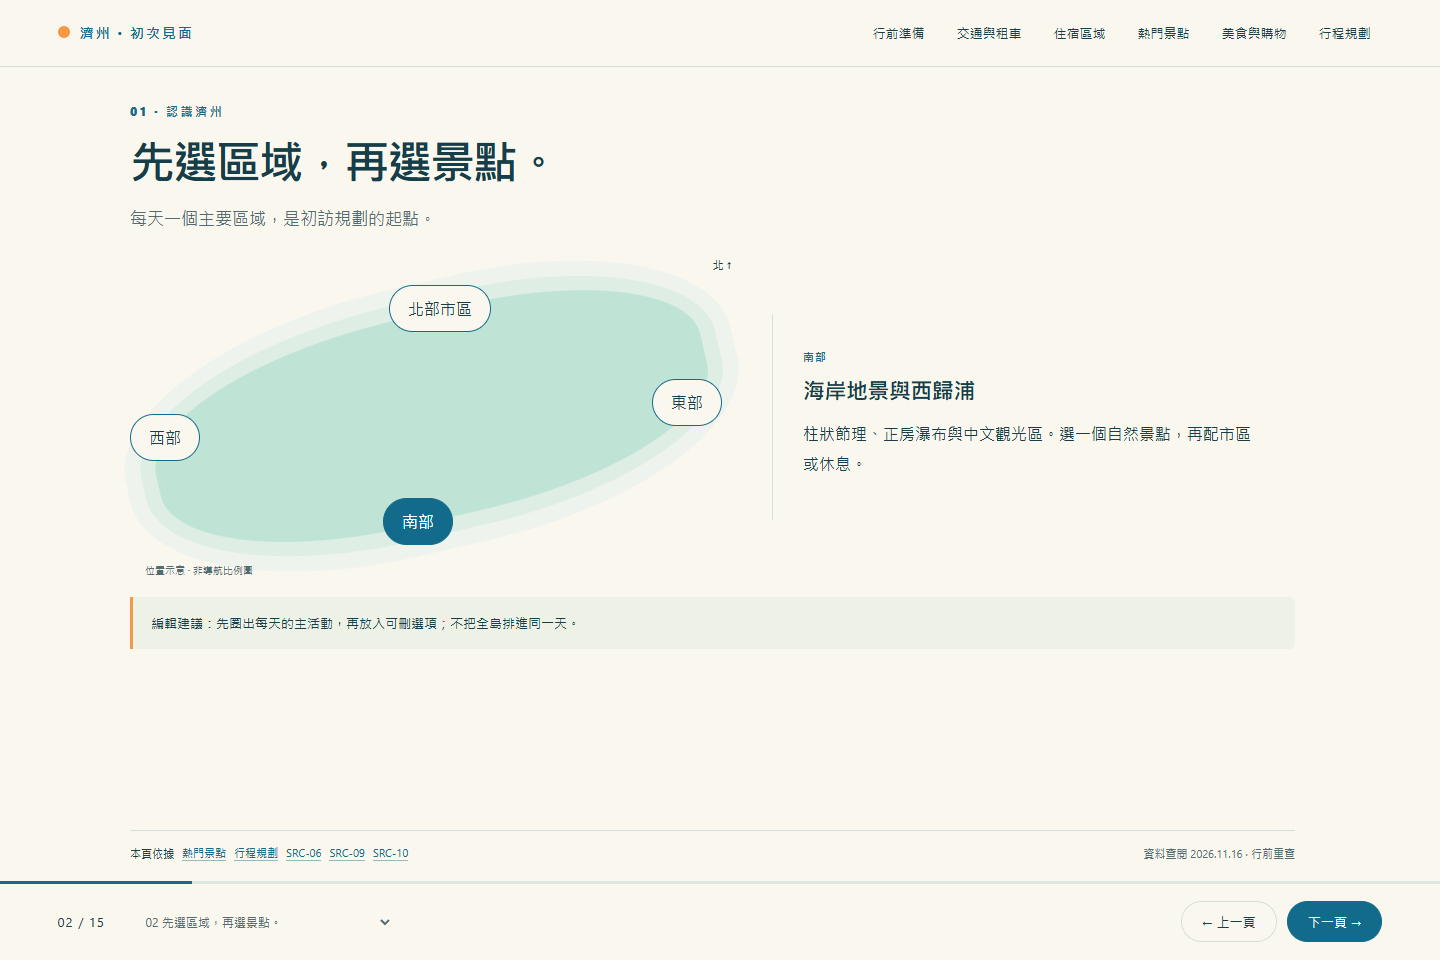 濟州・初次見面
行前準備 交通與租車 住宿區域 熱門景點 美食與購物 行程規劃
01・認識濟州
先選區域，再選景點。
每天一個主要區域，是初訪規劃的起點。
北↑
北部市區
東部
西部
南部
位置示意·非導航比例圖
南部
海岸地景與西歸浦
柱狀節理、正房瀑布與中文觀光區。選一個自然景點，再配市區
或休息。
編輯建議：先圈出每天的主活動，再放入可刪選項；不把全島排進同一天。
本頁依據 熱門景點 行程規劃 SRC-06 SRC-09 SRC-10
資料查閱 2026.11.16·行前重查
02 / 15
02 先選區域，再選景點。
← 上一頁
下一頁 →